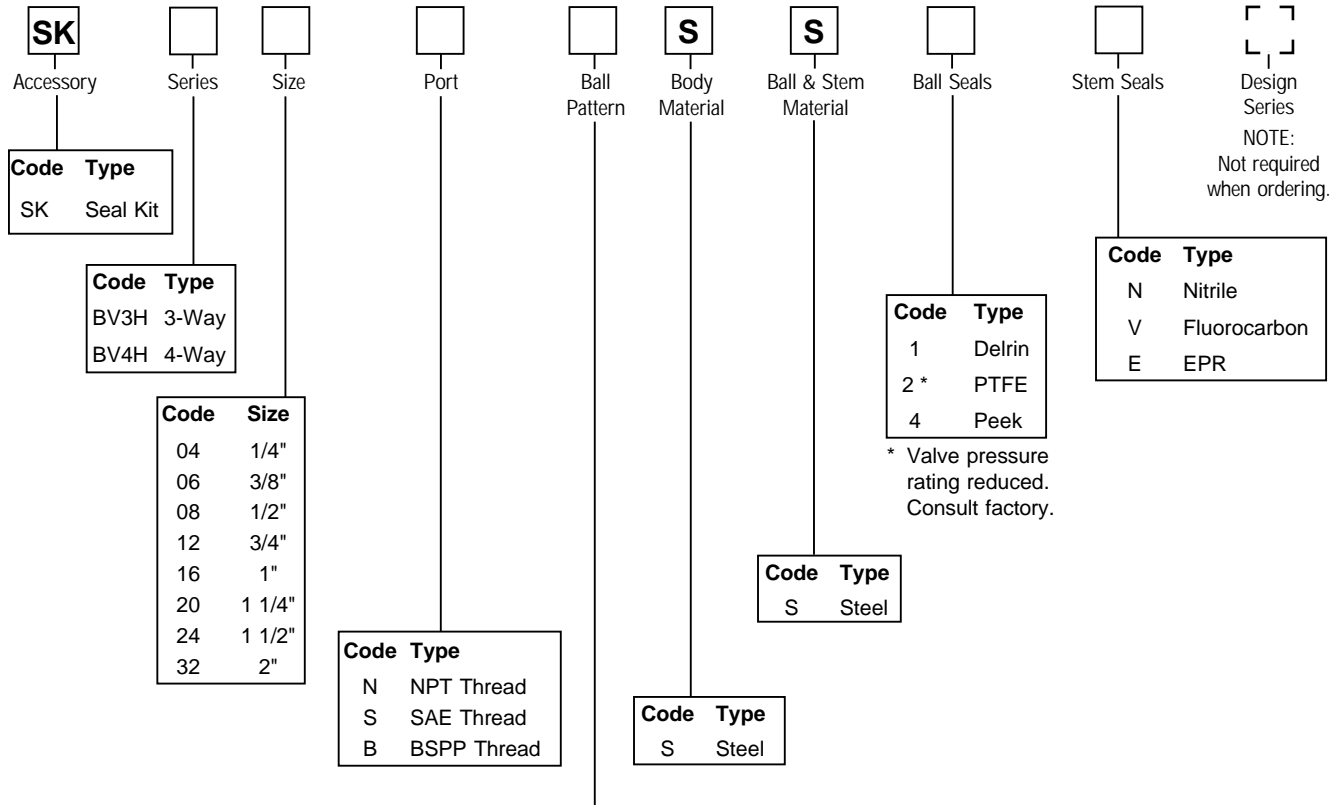 SK S S
Accessory Series Size Port Ball Pattern Body Material Ball & Stem Material Ball Seals Stem Seals Design Series
NOTE:
Not required
when ordering.
Code Type
SK Seal Kit
Code Type
BV3H 3-Way
BV4H 4-Way
Code Size
04 1/4"
06 3/8"
08 1/2"
12 3/4"
16 1"
20 1 1/4"
24 1 1/2"
32 2"
Code Type
N NPT Thread
S SAE Thread
B BSPP Thread
Code Type
S Steel
Code Type
S Steel
Code Type
1 Delrin
2 * PTFE
4 Peek
* Valve pressure
rating reduced.
Consult factory.
Code Type
N Nitrile
V Fluorocarbon
E EPR